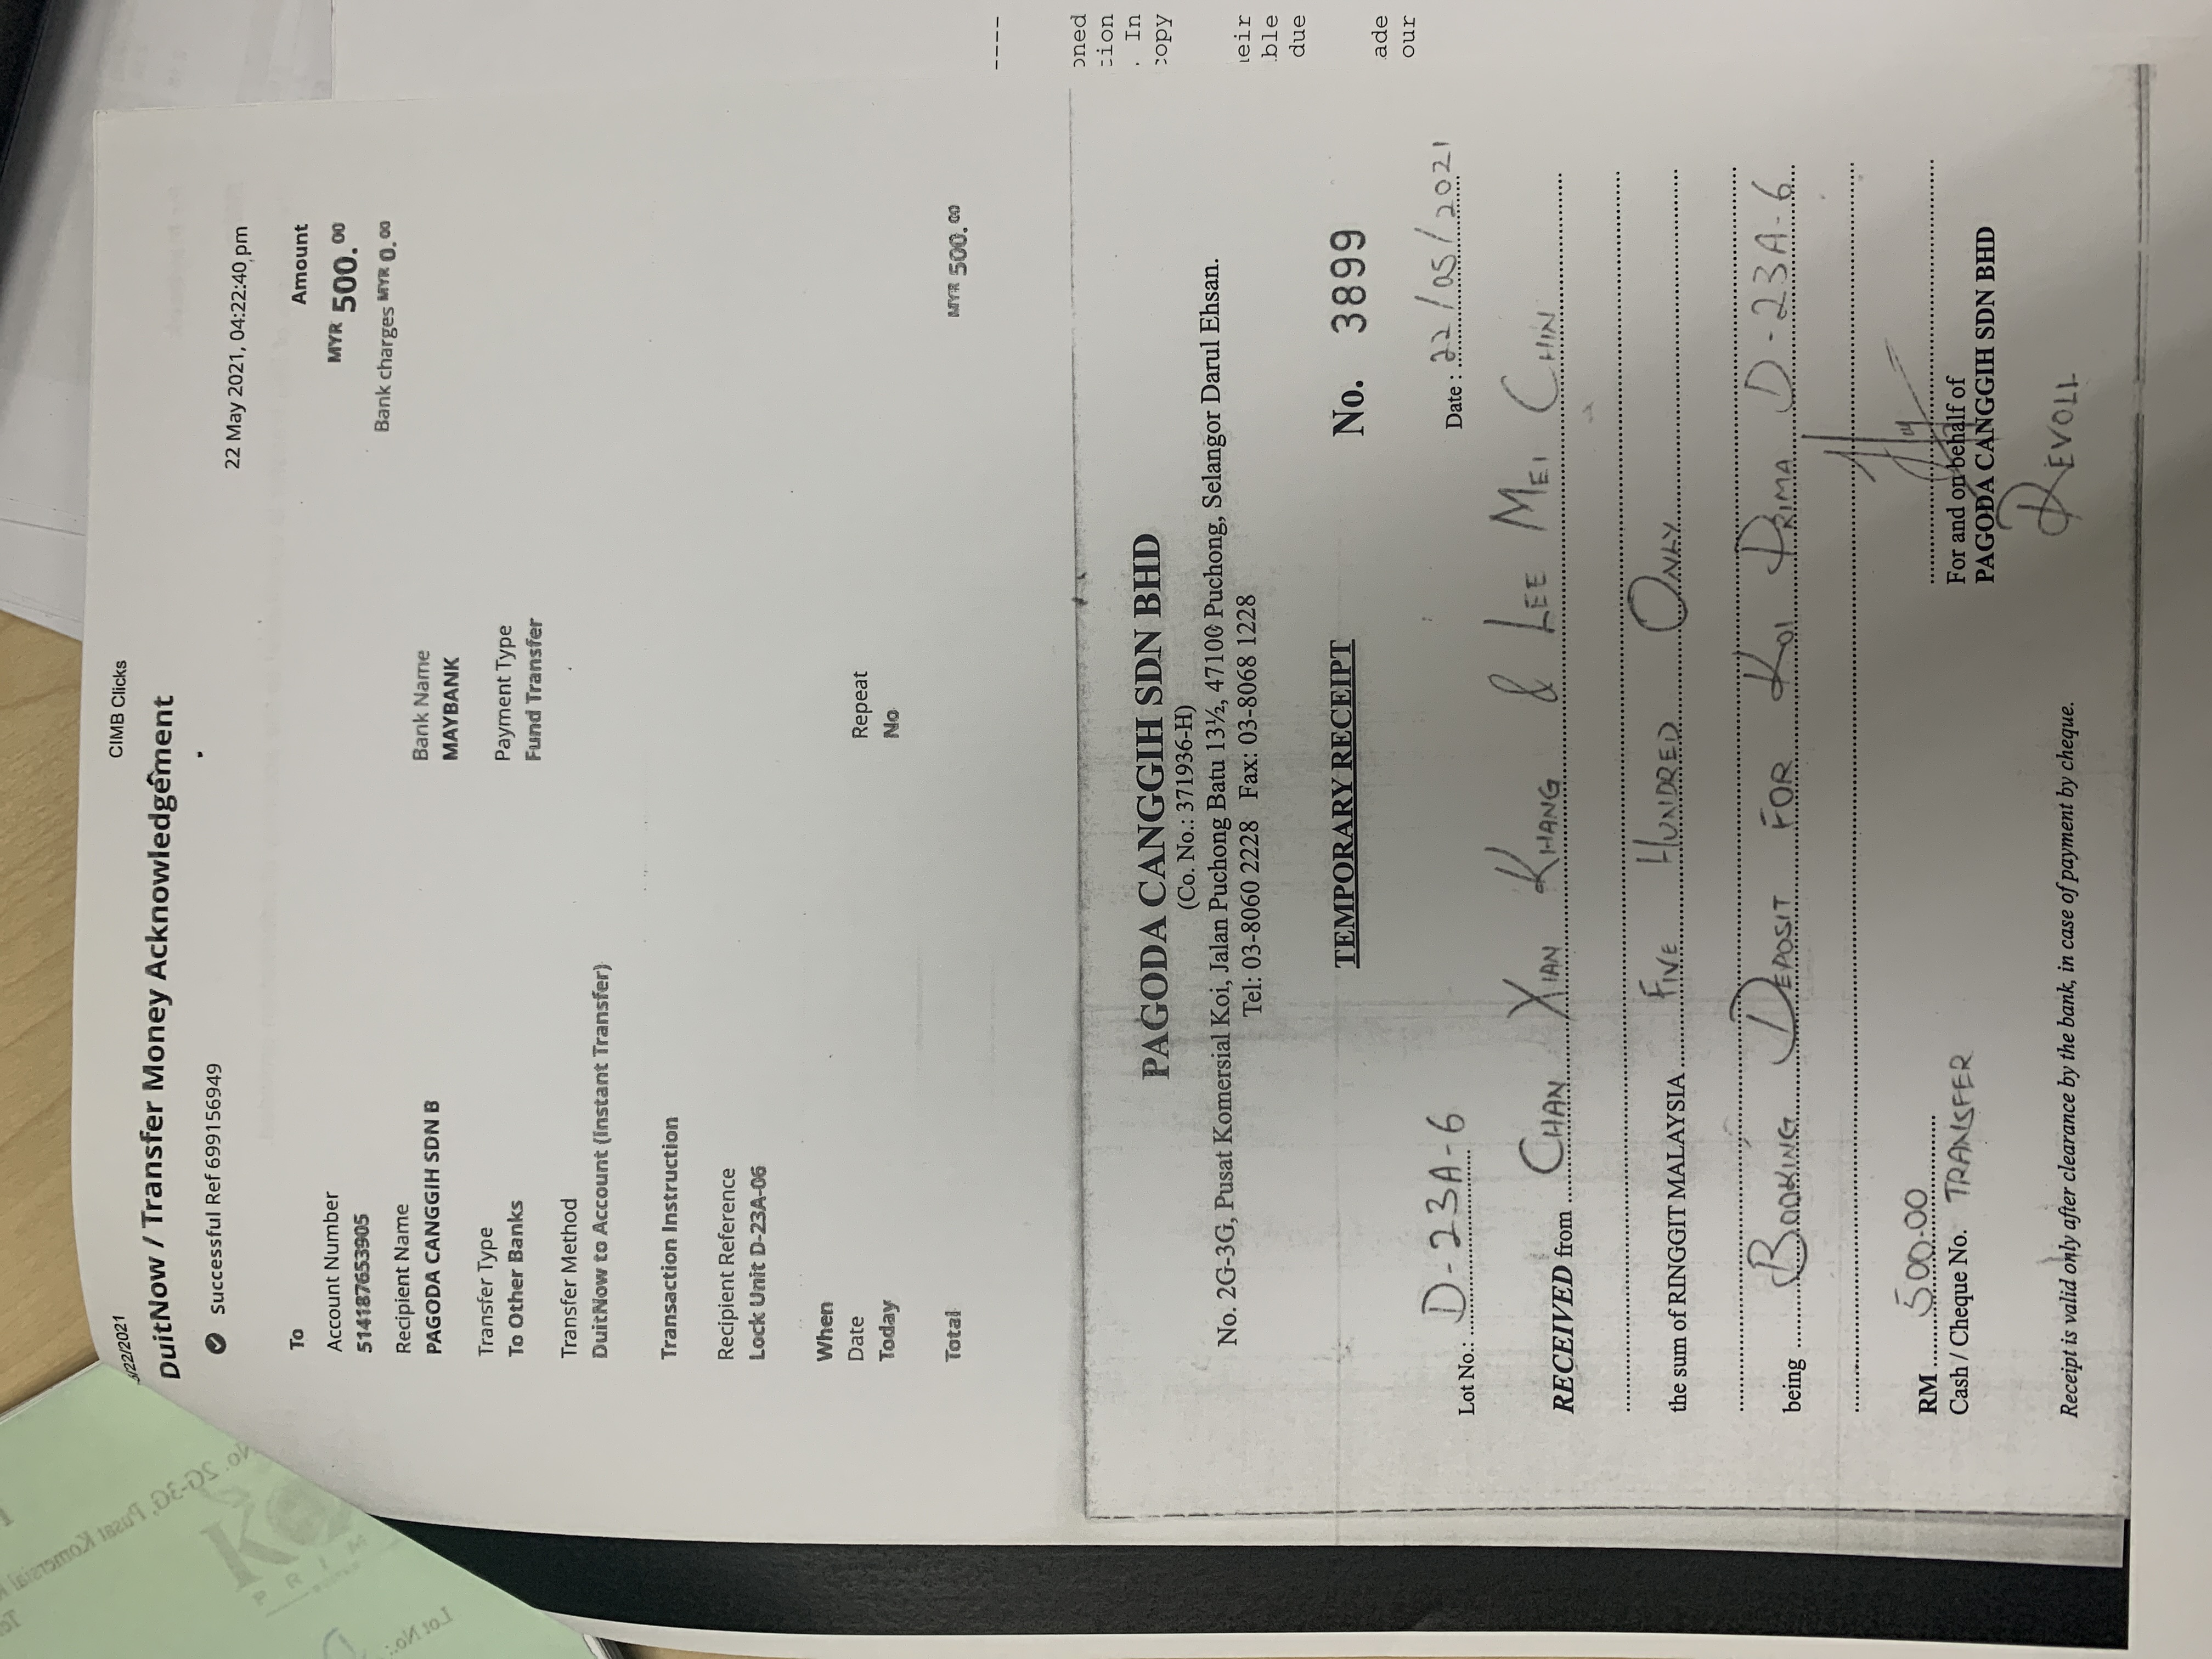 5/22/2021 CIMB Clicks
DuitNow / Transfer Money Acknowledgement
Successful Ref 699156949 22 May 2021, 04:22:40 pm
To Amount
Account Number MYR 500.00
514187653905 Bank charges MYR 0.00
Recipient Name Bank Name
PAGODA CANGGIH SDN B MAYBANK
Transfer Type Payment Type
To Other Banks Fund Transfer
Transfer Method
DuitNow to Account (Instant Transfer)
Transaction Instruction
Recipient Reference
Lock Unit D-23A-06
When
Date Repeat
Today No
Total MYR 500.00
PAGODA CANGGIH SDN BHD
(Co. No.: 371936-H)
No. 2G-3G, Pusat Komersial Koi, Jalan Puchong Batu 13½, 47100 Puchong, Selangor Darul Ehsan.
Tel: 03-8060 2228 Fax: 03-8068 1228
TEMPORARY RECEIPT No. 3899
Lot No.: D-23A-6 Date: 22/05/2021
RECEIVED from CHAN XIAN KHANG & LEE MEI CHIN
the sum of RINGGIT MALAYSIA FIVE HUNDRED ONLY
being BOOKING DEPOSIT FOR KOI PRIMA D-23A-6
RM 500.00
Cash / Cheque No. TRANSFER For and on behalf of
PAGODA CANGGIH SDN BHD
REVOLL
Receipt is valid only after clearance by the bank, in case of payment by cheque.
In
copy
due
our
No. 2G-3G, Pusat Komersial
PRIMA
Lot No.: